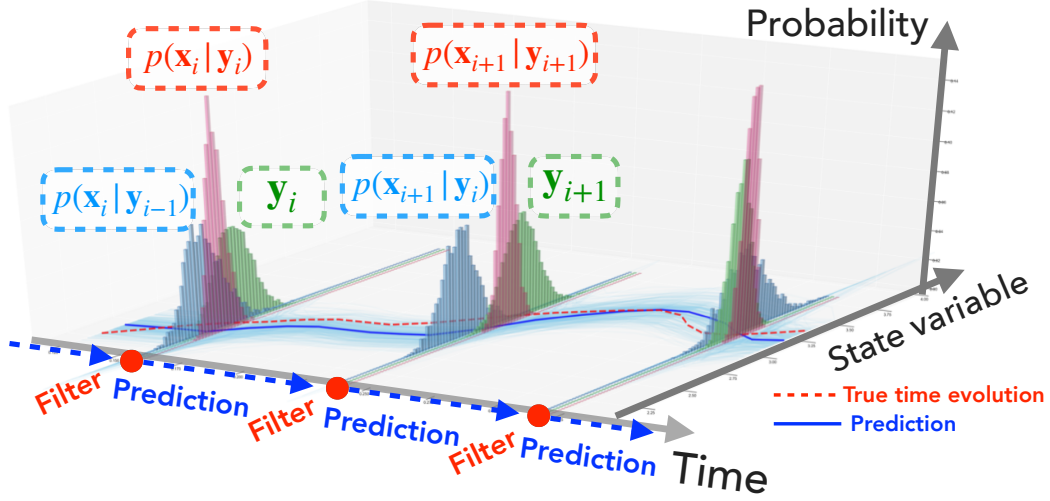 Probability
p(x_i | y_i)
p(x_{i+1} | y_{i+1})
p(x_i | y_{i-1})
y_i
p(x_{i+1} | y_i)
y_{i+1}
State variable
Filter
Prediction
Filter
Prediction
Filter
Prediction
Time
True time evolution
Prediction